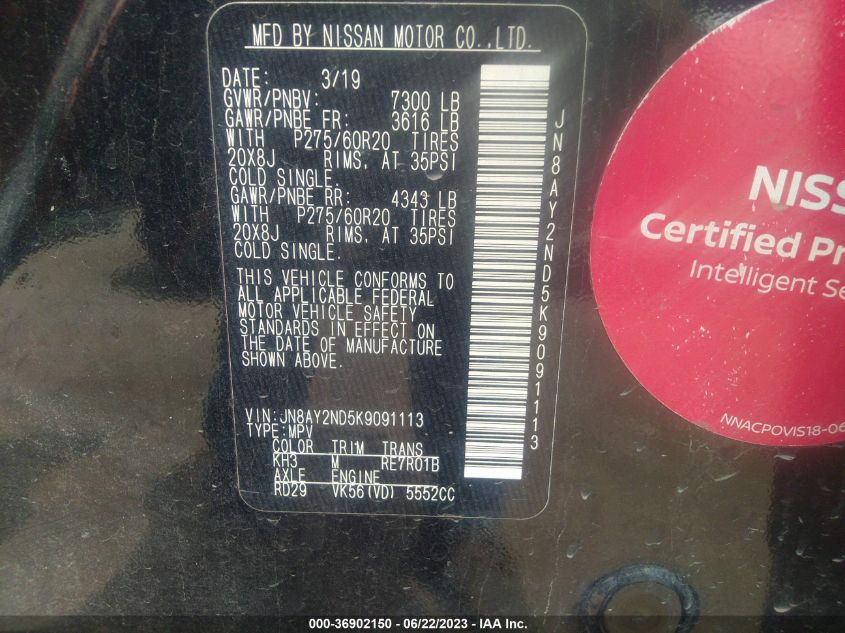 MFD BY NISSAN MOTOR CO.,LTD.
DATE: 3/19
GVWR/PNBV: 7300 LB
GAWR/PNBE FR: 3616 LB
WITH P275/60R20 TIRES
20X8J RIMS, AT 35PSI
COLD SINGLE.
GAWR/PNBE RR: 4343 LB
WITH P275/60R20 TIRES
20X8J RIMS, AT 35PSI
COLD SINGLE.
THIS VEHICLE CONFORMS TO
ALL APPLICABLE FEDERAL
MOTOR VEHICLE SAFETY
STANDARDS IN EFFECT ON
THE DATE OF MANUFACTURE
SHOWN ABOVE.
VIN:JN8AY2ND5K9091113
TYPE:MPV
COLOR TRIM TRANS
KH3 M RE7R01B
AXLE ENGINE
RD29 VK56(VD) 5552CC
JN8AY2ND5K9091113
NISS
Certified Pr
Intelligent Se
NNACPOVIS18-06
000-36902150 - 06/22/2023 - IAA Inc.